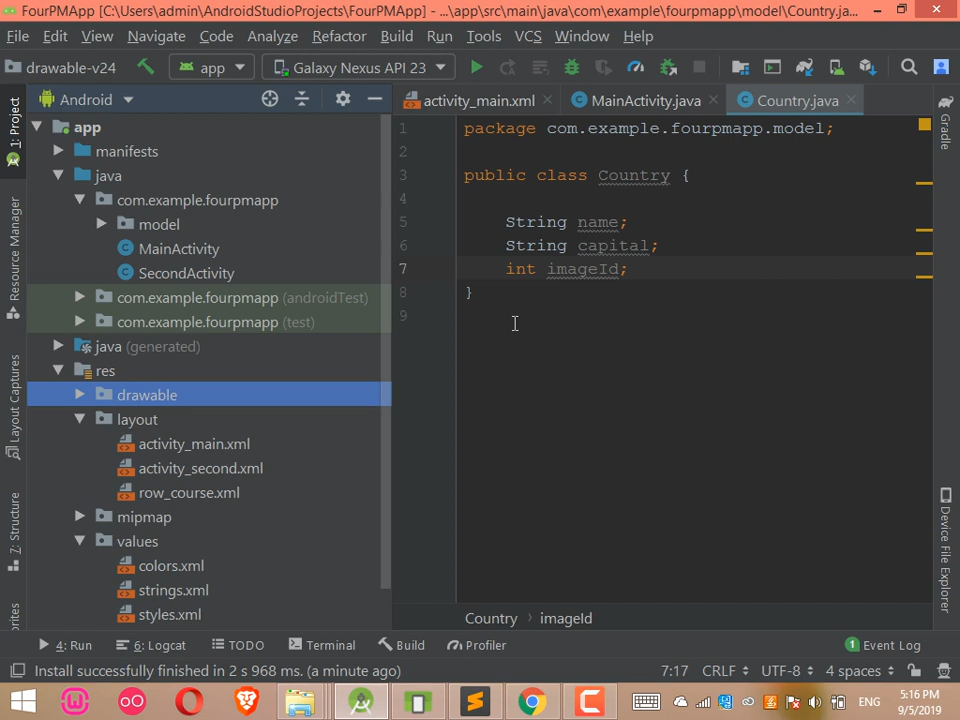 FourPMApp [C:\Users\admin\AndroidStudioProjects\FourPMApp] - ...\app\src\main\java\com\example\fourpmapp\model\Country.ja...
File Edit View Navigate Code Analyze Refactor Build Run Tools VCS Window Help
drawable-v24 app Galaxy Nexus API 23
Android
activity_main.xml MainActivity.java Country.java
1: Project
Resource Manager
Layout Captures
7: Structure
orites
app
manifests
java
com.example.fourpmapp
model
MainActivity
SecondActivity
com.example.fourpmapp (androidTest)
com.example.fourpmapp (test)
java (generated)
res
drawable
layout
activity_main.xml
activity_second.xml
row_course.xml
mipmap
values
colors.xml
strings.xml
styles.xml
1 package com.example.fourpmapp.model;
2
3 public class Country {
4
5 String name;
6 String capital;
7 int imageId;
8 }
9
Gradle
Device File Explorer
Country › imageId
4: Run 6: Logcat TODO Terminal Build Profiler 1 Event Log
Install successfully finished in 2 s 968 ms. (a minute ago) 7:17 CRLF UTF-8 4 spaces
ENG
5:16 PM
9/5/2019